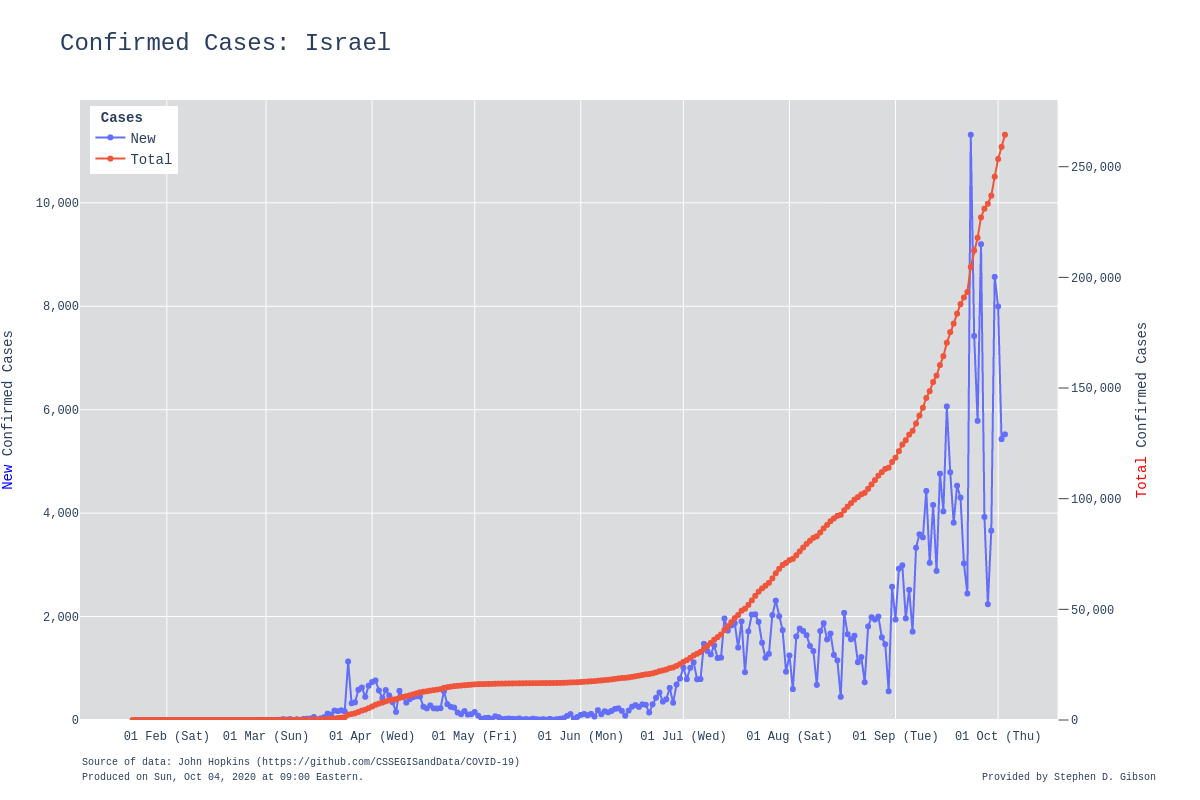 Confirmed Cases: Israel
Cases
New
Total
10,000
8,000
6,000
4,000
2,000
0
New Confirmed Cases
250,000
200,000
150,000
100,000
50,000
0
Total Confirmed Cases
01 Feb (Sat)
01 Mar (Sun)
01 Apr (Wed)
01 May (Fri)
01 Jun (Mon)
01 Jul (Wed)
01 Aug (Sat)
01 Sep (Tue)
01 Oct (Thu)
Source of data: John Hopkins (https://github.com/CSSEGISandData/COVID-19)
Produced on Sun, Oct 04, 2020 at 09:00 Eastern.
Provided by Stephen D. Gibson